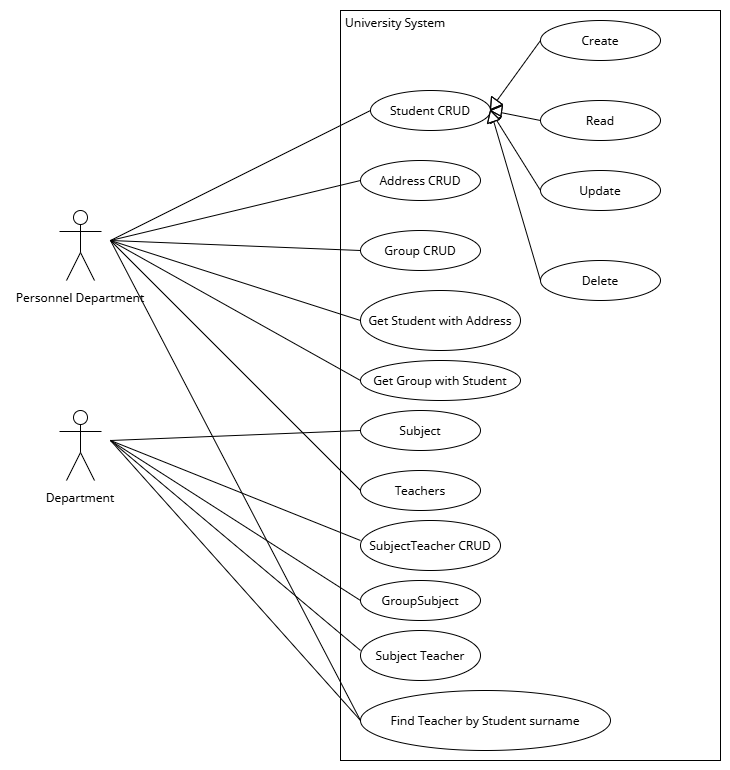 University System
Create
Student CRUD
Read
Address CRUD
Update
Group CRUD
Delete
Personnel Department
Get Student with Address
Get Group with Student
Subject
Teachers
Department
SubjectTeacher CRUD
GroupSubject
Subject Teacher
Find Teacher by Student surname